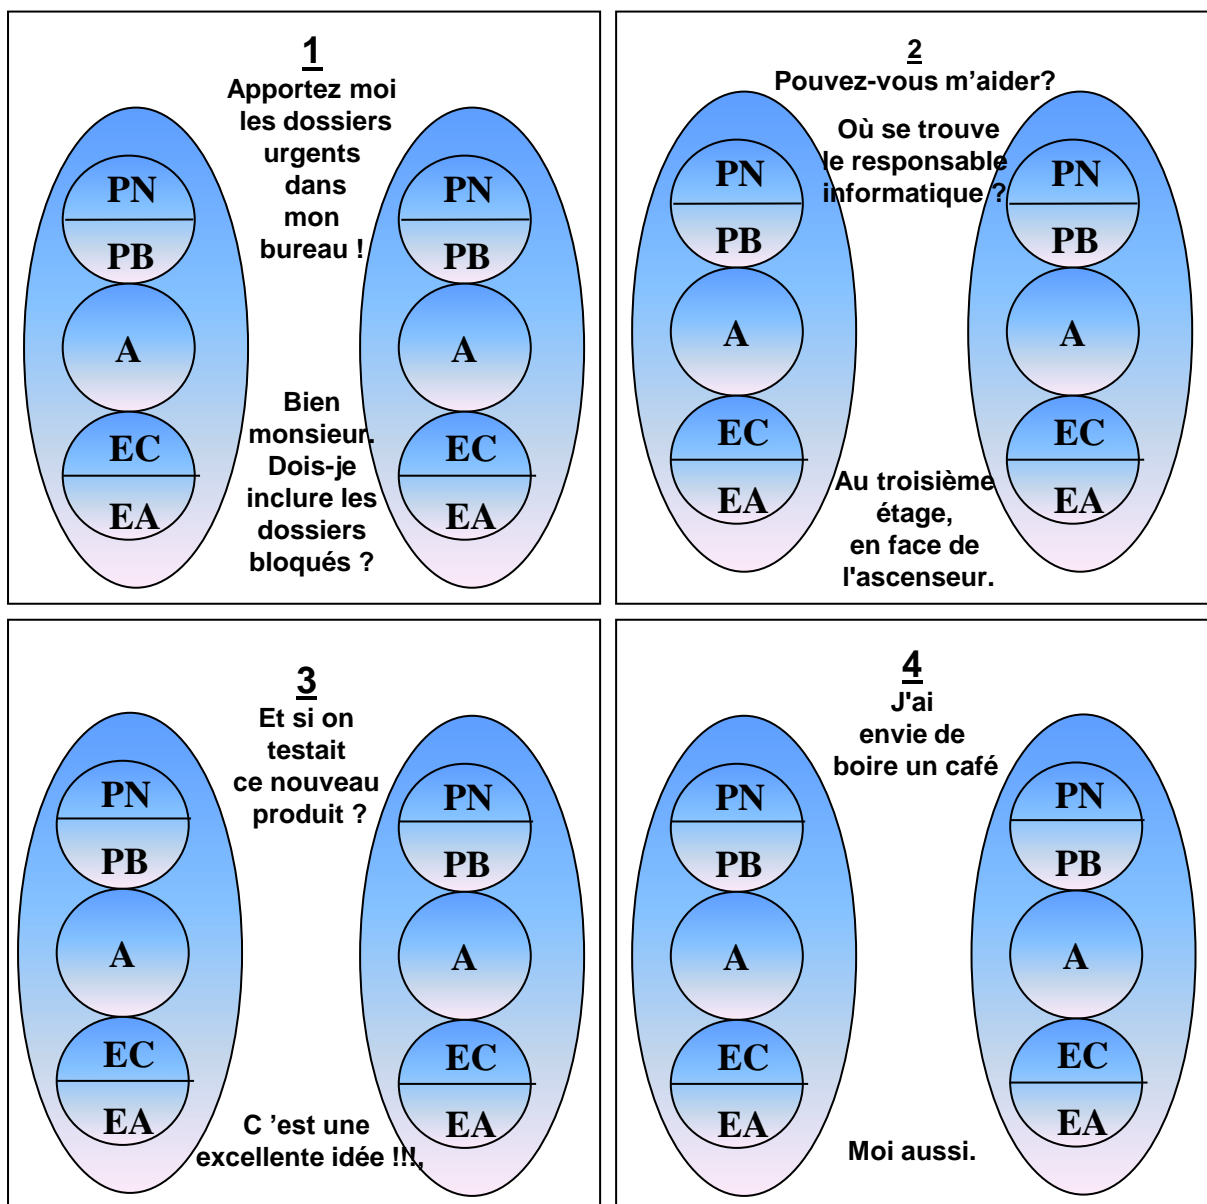 1
Apportez moi
les dossiers
urgents
dans
mon
bureau !
PN
PN
PB
PB
A
A
Bien
monsieur.
Dois-je
inclure les
dossiers
bloqués ?
EC
EC
EA
EA
2
Pouvez-vous m’aider?
Où se trouve
le responsable
informatique ?
PN
PN
PB
PB
A
A
EC
EC
EA
EA
Au troisième
étage,
en face de
l'ascenseur.
3
Et si on
testait
ce nouveau
produit ?
PN
PN
PB
PB
A
A
EC
EC
EA
EA
C ’est une
excellente idée !!!,
4
J'ai
envie de
boire un café
PN
PN
PB
PB
A
A
EC
EC
EA
EA
Moi aussi.